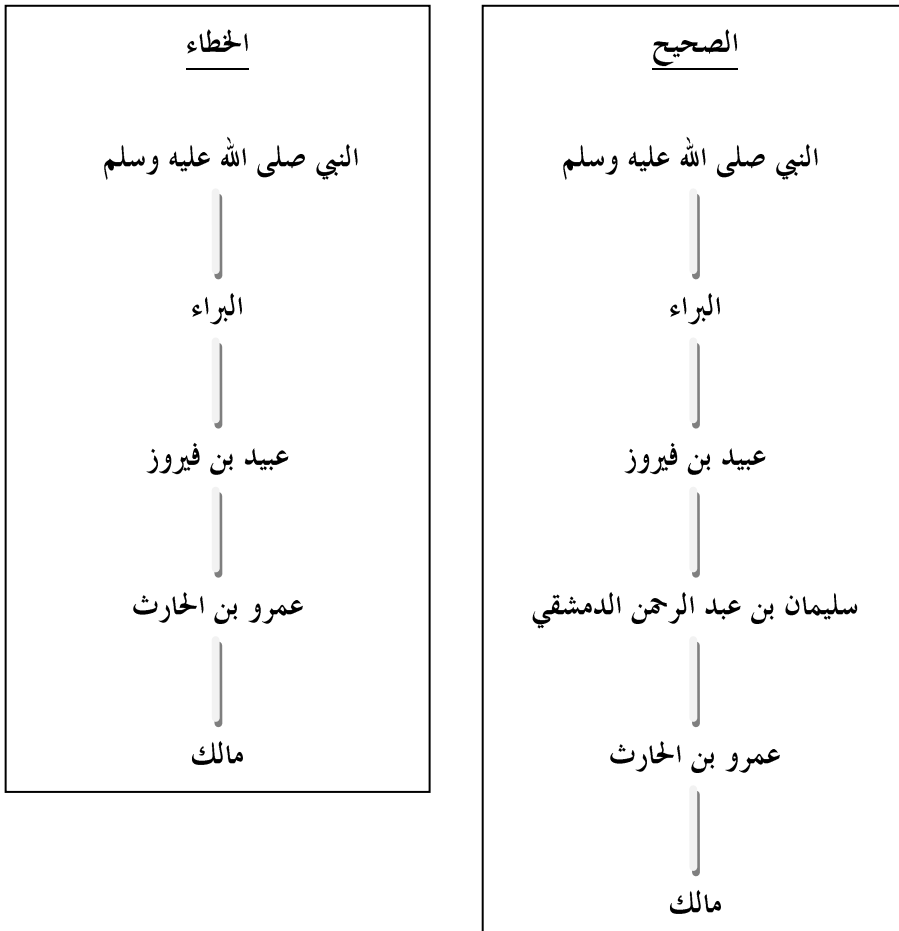 الصحيح
النبي صلى الله عليه وسلم
البراء
عبيد بن فيروز
سليمان بن عبد الرحمن الدمشقي
عمرو بن الحارث
مالك
الخطاء
النبي صلى الله عليه وسلم
البراء
عبيد بن فيروز
عمرو بن الحارث
مالك